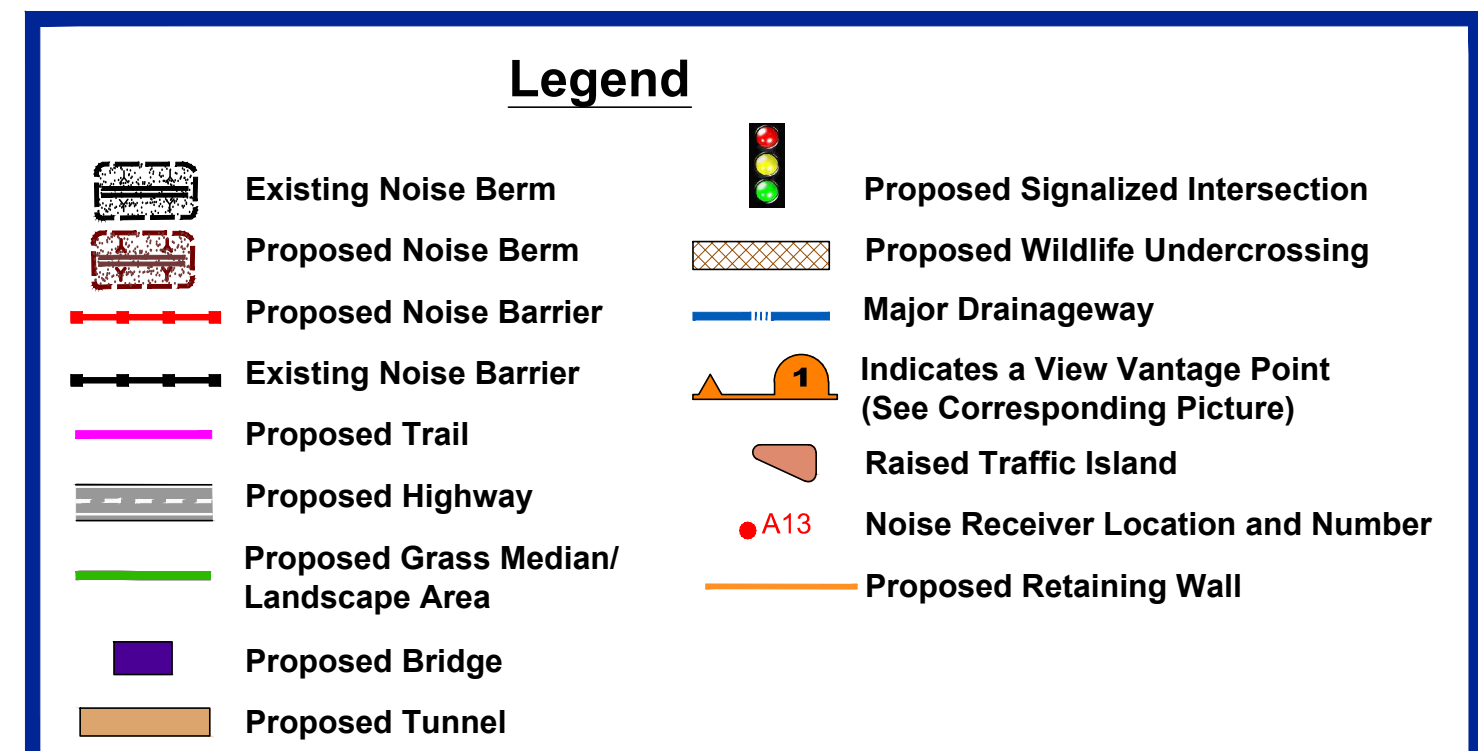 Legend
Existing Noise Berm
Proposed Noise Berm
Proposed Noise Barrier
Existing Noise Barrier
Proposed Trail
Proposed Highway
Proposed Grass Median/
Landscape Area
Proposed Bridge
Proposed Tunnel
Proposed Signalized Intersection
Proposed Wildlife Undercrossing
Major Drainageway
1
Indicates a View Vantage Point
(See Corresponding Picture)
Raised Traffic Island
A13 Noise Receiver Location and Number
Proposed Retaining Wall